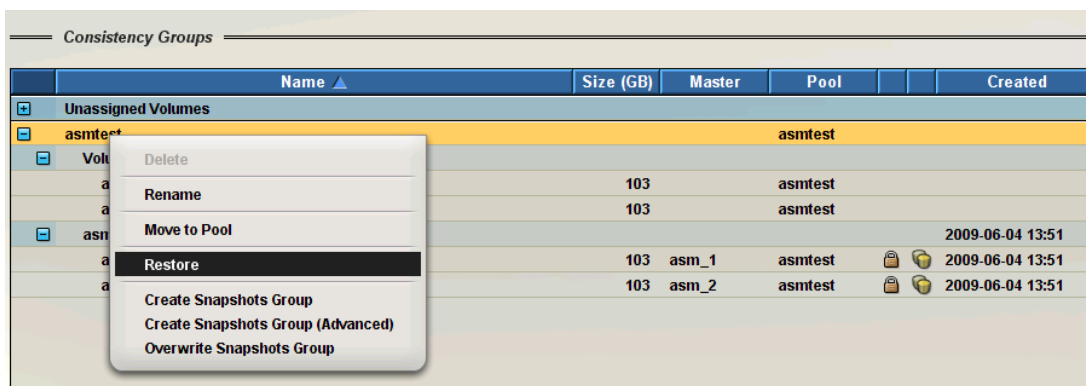 Consistency Groups
Name Size (GB) Master Pool Created
Unassigned Volumes
asmtest asmtest
Delete
103 asmtest
Rename
103 asmtest
Move to Pool
2009-06-04 13:51
Restore
103 asm_1 asmtest 2009-06-04 13:51
103 asm_2 asmtest 2009-06-04 13:51
Create Snapshots Group
Create Snapshots Group (Advanced)
Overwrite Snapshots Group